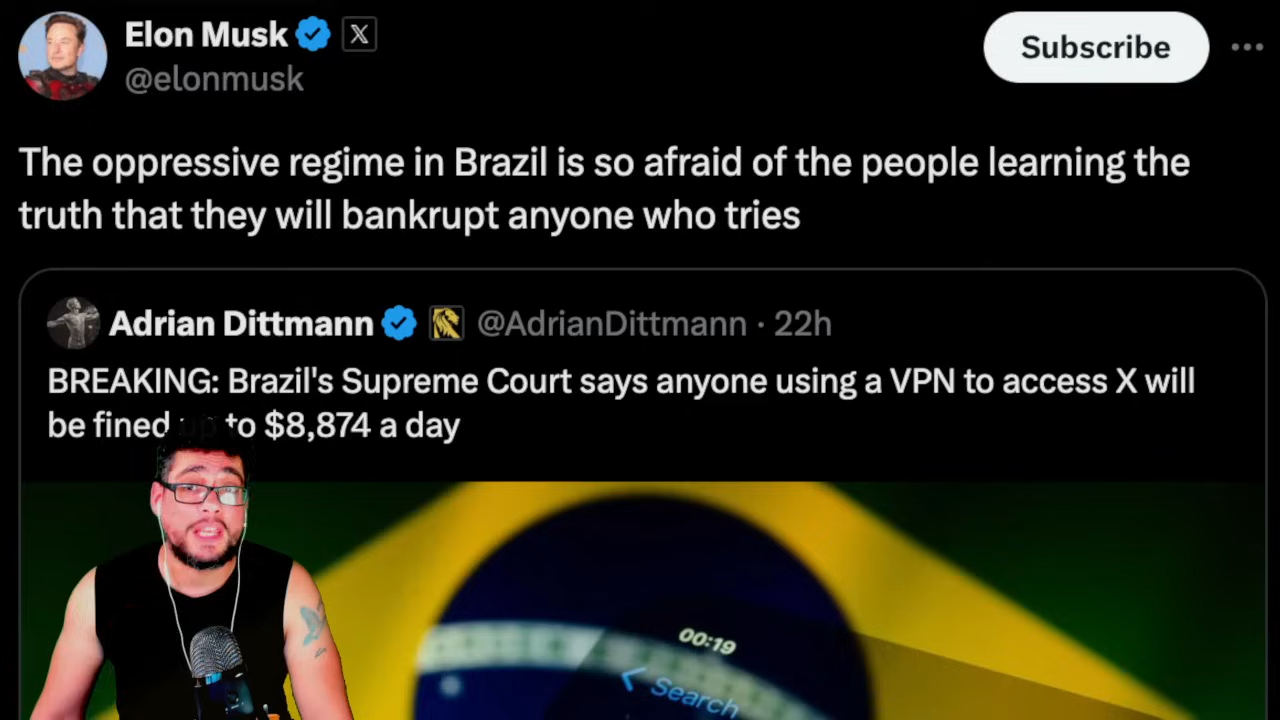 Elon Musk X
@elonmusk
Subscribe
The oppressive regime in Brazil is so afraid of the people learning the
truth that they will bankrupt anyone who tries
Adrian Dittmann @AdrianDittmann · 22h
BREAKING: Brazil's Supreme Court says anyone using a VPN to access X will
be fined up to $8,874 a day
00:19
Search